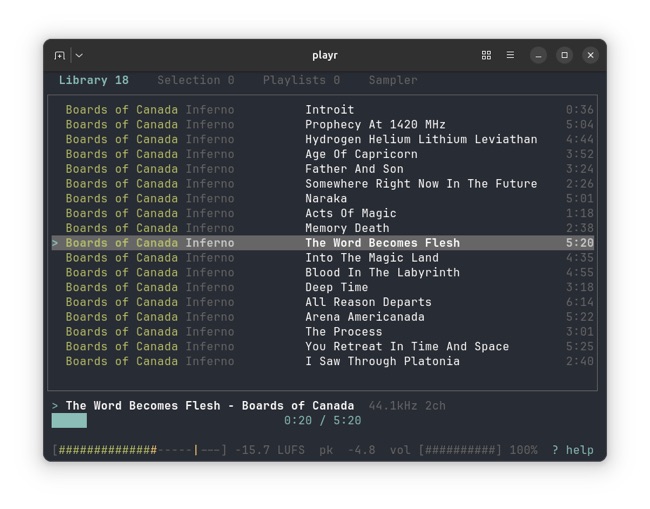 playr
Library 18 Selection 0 Playlists 0 Sampler
Boards of Canada Inferno Introit 0:36
Boards of Canada Inferno Prophecy At 1420 MHz 5:04
Boards of Canada Inferno Hydrogen Helium Lithium Leviathan 4:44
Boards of Canada Inferno Age Of Capricorn 3:52
Boards of Canada Inferno Father And Son 3:24
Boards of Canada Inferno Somewhere Right Now In The Future 2:26
Boards of Canada Inferno Naraka 5:01
Boards of Canada Inferno Acts Of Magic 1:18
Boards of Canada Inferno Memory Death 2:38
> Boards of Canada Inferno The Word Becomes Flesh 5:20
Boards of Canada Inferno Into The Magic Land 4:35
Boards of Canada Inferno Blood In The Labyrinth 4:55
Boards of Canada Inferno Deep Time 3:18
Boards of Canada Inferno All Reason Departs 6:14
Boards of Canada Inferno Arena Americanada 5:22
Boards of Canada Inferno The Process 3:01
Boards of Canada Inferno You Retreat In Time And Space 5:25
Boards of Canada Inferno I Saw Through Platonia 2:40
> The Word Becomes Flesh - Boards of Canada 44.1kHz 2ch
0:20 / 5:20
[##############-----|---] -15.7 LUFS pk -4.8 vol [##########] 100% ? help